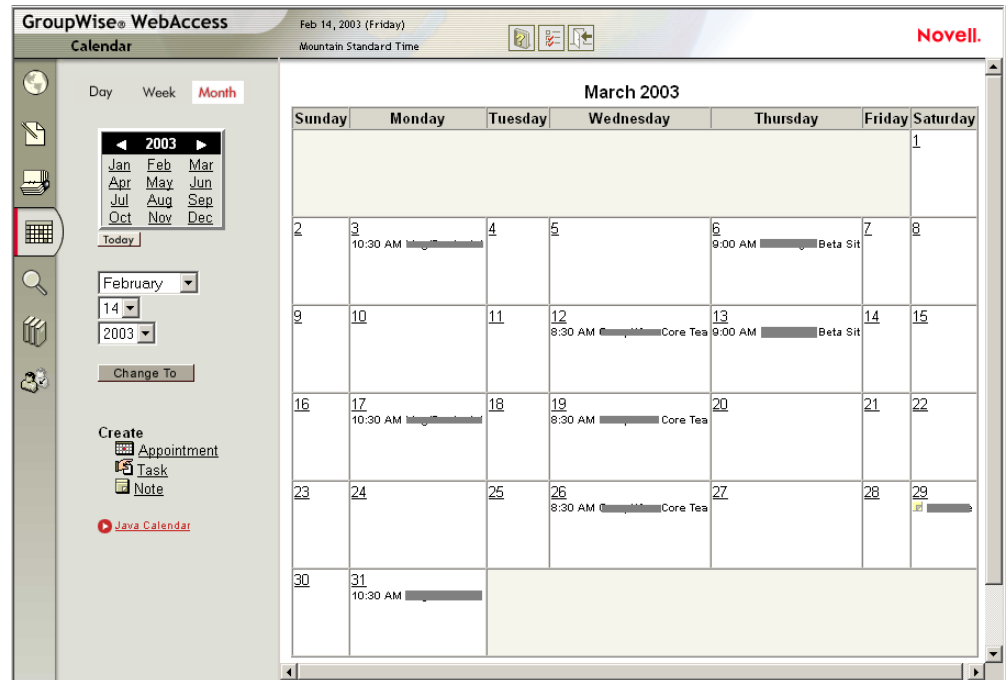 GroupWise® WebAccess
Calendar
Feb 14, 2003 (Friday)
Mountain Standard Time
Novell.
Day Week Month
2003
Jan Feb Mar
Apr May Jun
Jul Aug Sep
Oct Nov Dec
Today
February
14
2003
Change To
Create
Appointment
Task
Note
Java Calendar
March 2003
Sunday Monday Tuesday Wednesday Thursday Friday Saturday
1
2 3 4 5 6 7 8
10:30 AM 9:00 AM Beta Sit
9 10 11 12 13 14 15
8:30 AM Core Tea 9:00 AM Beta Sit
16 17 18 19 20 21 22
10:30 AM 8:30 AM Core Tea
23 24 25 26 27 28 29
8:30 AM Core Tea
30 31
10:30 AM